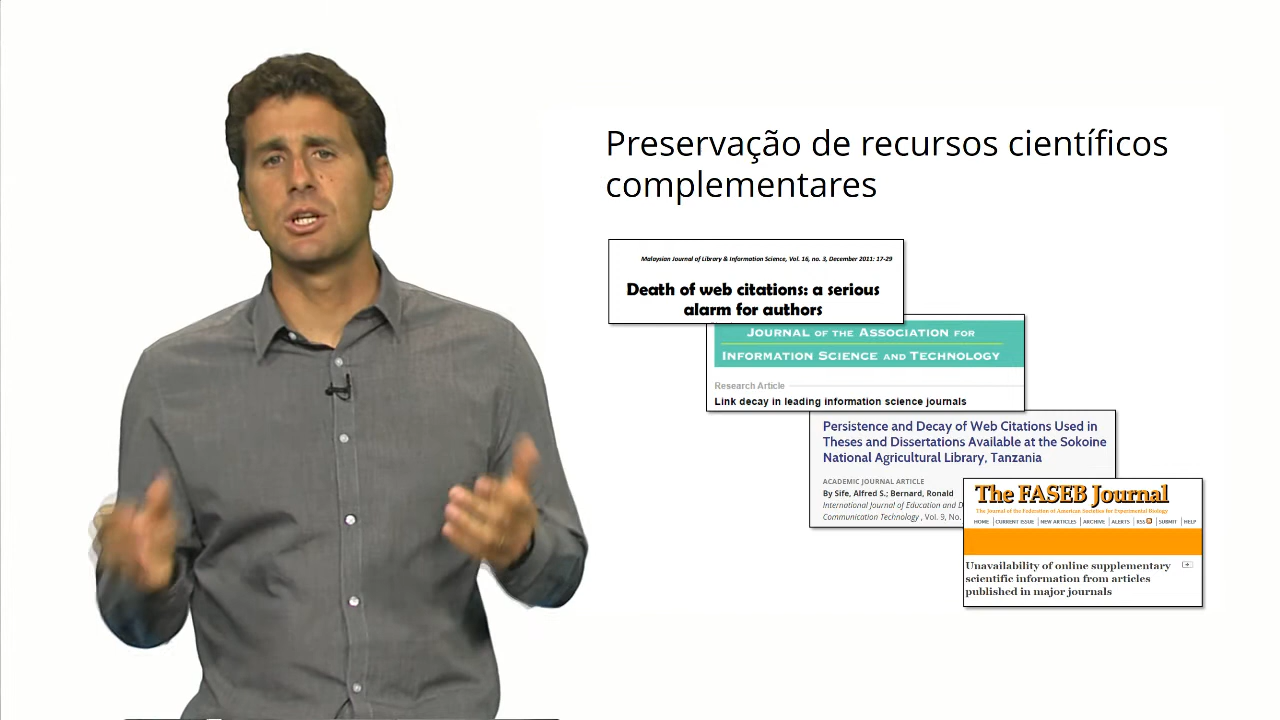 Preservação de recursos científicos
complementares
Malaysian Journal of Library & Information Science, Vol. 16, no. 3, December 2011: 17-29
Death of web citations: a serious
alarm for authors
JOURNAL OF THE ASSOCIATION FOR
INFORMATION SCIENCE AND TECHNOLOGY
Research Article
Link decay in leading information science journals
Persistence and Decay of Web Citations Used in
Theses and Dissertations Available at the Sokoine
National Agricultural Library, Tanzania
ACADEMIC JOURNAL ARTICLE
By Sife, Alfred S.; Bernard, Ronald
International Journal of Education and D
Communication Technology , Vol. 9, No.
The FASEB Journal
The Journal of the Federation of American Societies for Experimental Biology
HOME CURRENT ISSUE NEW ARTICLES ARCHIVE ALERTS RSS SUBMIT HELP
Unavailability of online supplementary
scientific information from articles
published in major journals